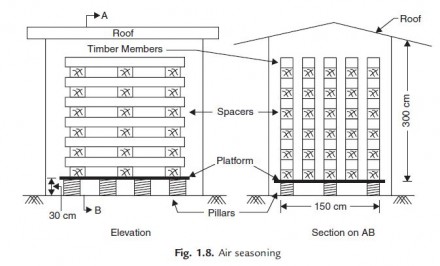 A
Roof
Roof
Timber Members
Spacers
300 cm
Platform
30 cm
B
Pillars
150 cm
Elevation
Section on AB
Fig. 1.8. Air seasoning